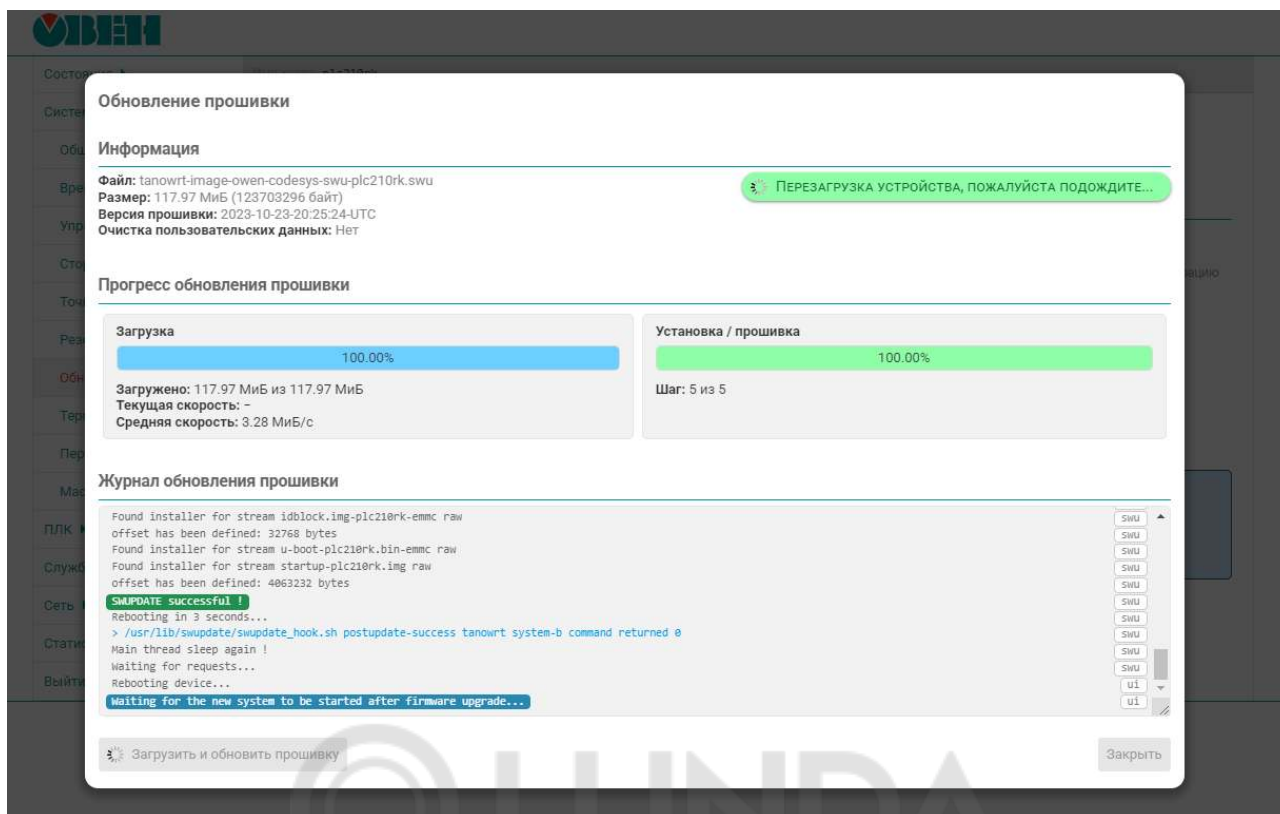 ОВЕН
Состояние
Обновление прошивки
Информация
Файл: tanowrt-image-owen-codesys-swu-plc210rk.swu
Размер: 117.97 МиБ (123703296 байт)
Версия прошивки: 2023-10-23-20:25:24-UTC
Очистка пользовательских данных: Нет
ПЕРЕЗАГРУЗКА УСТРОЙСТВА, ПОЖАЛУЙСТА ПОДОЖДИТЕ...
Прогресс обновления прошивки
Загрузка
100.00%
Загружено: 117.97 МиБ из 117.97 МиБ
Текущая скорость: –
Средняя скорость: 3.28 МиБ/с
Установка / прошивка
100.00%
Шаг: 5 из 5
Журнал обновления прошивки
Found installer for stream idblock.img-plc210rk-emmc raw swu
offset has been defined: 32768 bytes swu
Found installer for stream u-boot-plc210rk.bin-emmc raw swu
Found installer for stream startup-plc210rk.img raw swu
offset has been defined: 4063232 bytes swu
SWUPDATE successful ! swu
Rebooting in 3 seconds... swu
> /usr/lib/swupdate/swupdate_hook.sh postupdate-success tanowrt system-b command returned 0 swu
Main thread sleep again ! swu
Waiting for requests... swu
Rebooting device... ui
Waiting for the new system to be started after firmware upgrade... ui
Загрузить и обновить прошивку
Закрыть
ПЛК
Сеть
LUNDA